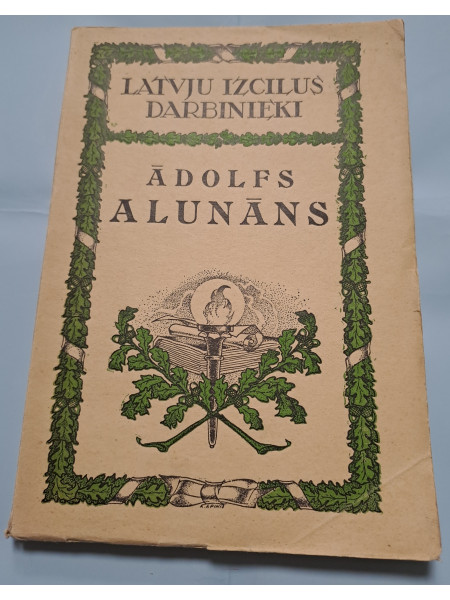 LATVJU IZCILUS
DARBINIEKI
ĀDOLFS
ALUNĀNS